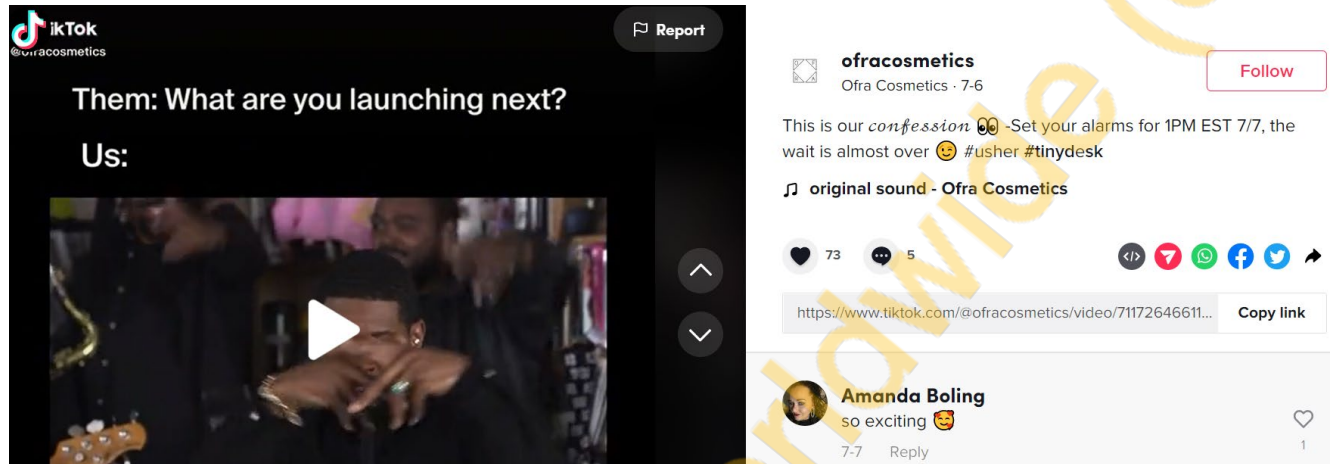 ikTok
@ofracosmetics
Report
Them: What are you launching next?
Us:
ofracosmetics
Ofra Cosmetics · 7-6
Follow
This is our 𝓬𝓸𝓷𝓯𝓮𝓼𝓼𝓲𝓸𝓷 👀 -Set your alarms for 1PM EST 7/7, the
wait is almost over 😉 #usher #tinydesk
♫ original sound - Ofra Cosmetics
73
5
https://www.tiktok.com/@ofracosmetics/video/71172646611...
Copy link
Amanda Boling
so exciting 🥰
7-7 Reply
1